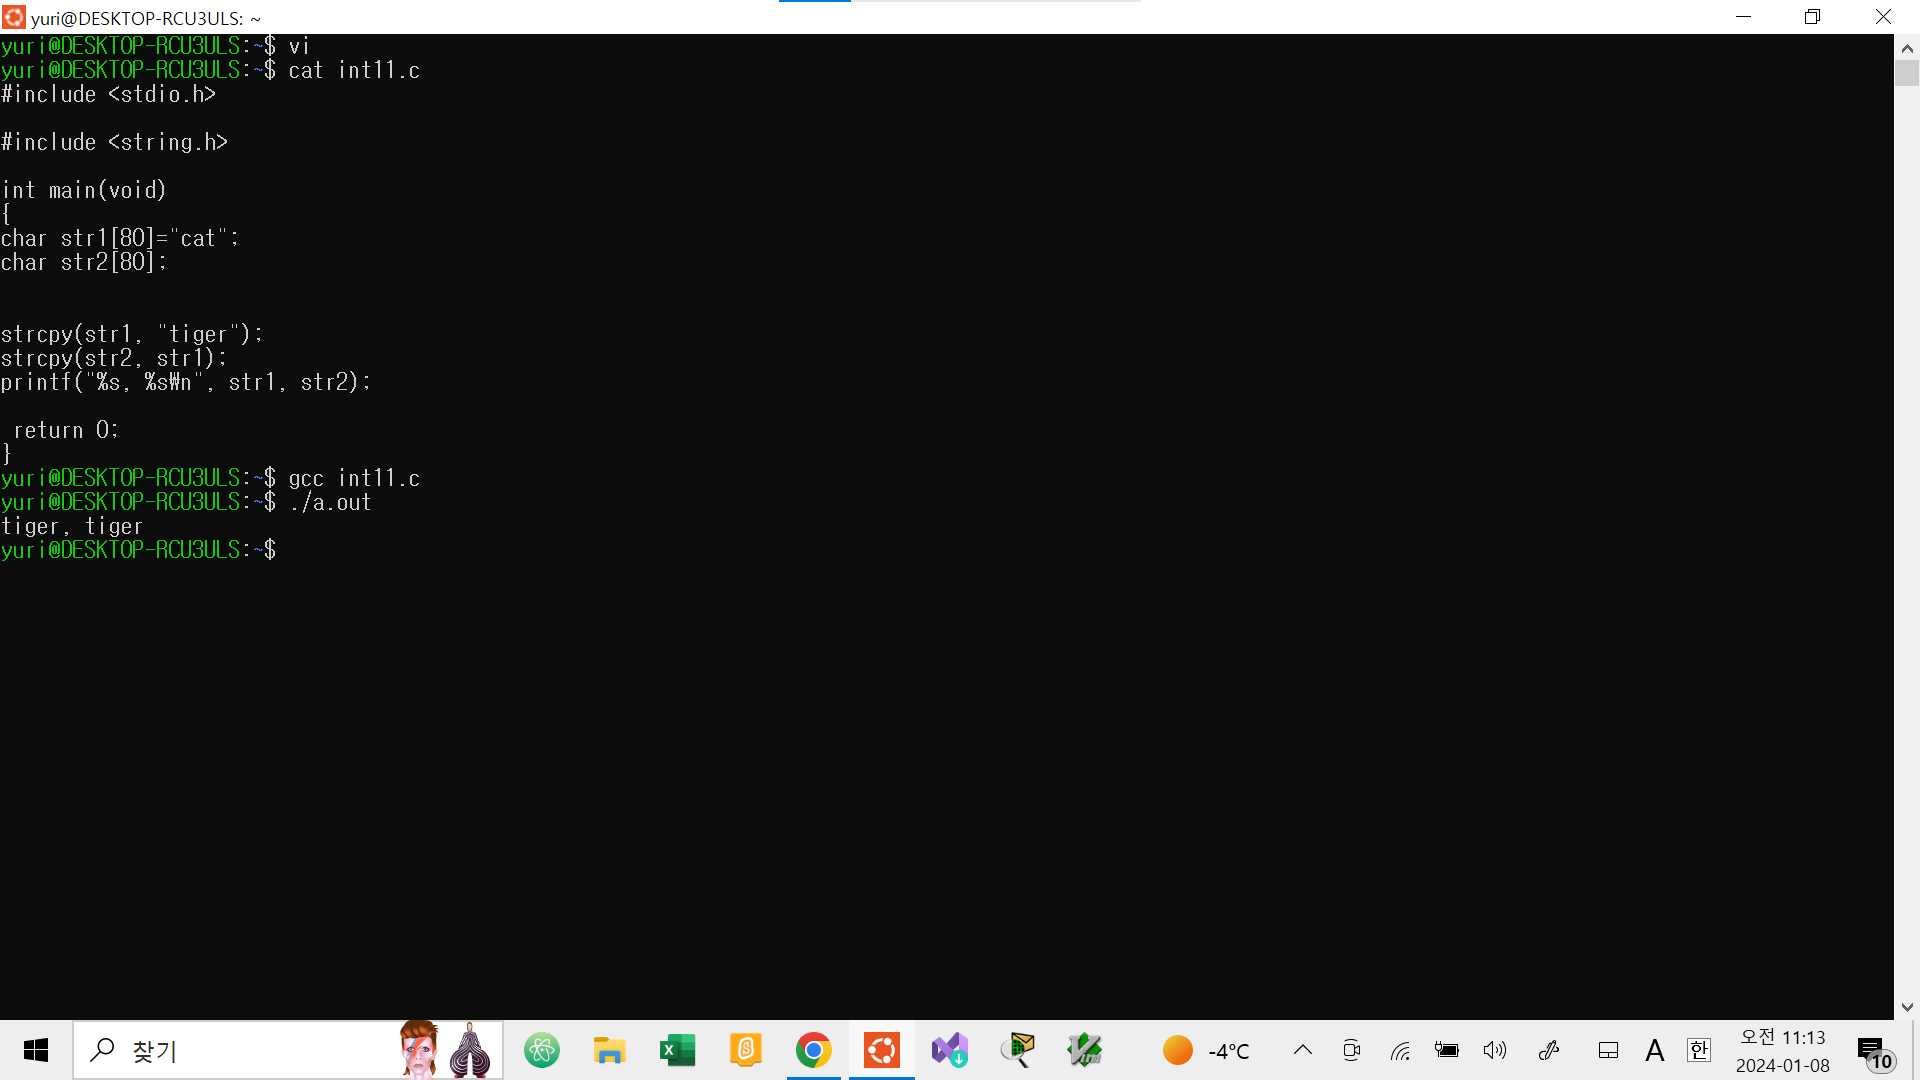 yuri@DESKTOP-RCU3ULS: ~
yuri@DESKTOP-RCU3ULS:~$ vi
yuri@DESKTOP-RCU3ULS:~$ cat int11.c
#include <stdio.h>
#include <string.h>
int main(void)
{
char str1[80]="cat";
char str2[80];
strcpy(str1, "tiger");
strcpy(str2, str1);
printf("%s, %s₩n", str1, str2);
return 0;
}
yuri@DESKTOP-RCU3ULS:~$ gcc int11.c
yuri@DESKTOP-RCU3ULS:~$ ./a.out
tiger, tiger
yuri@DESKTOP-RCU3ULS:~$
찾기
-4°C
A
한
오전 11:13
2024-01-08
10